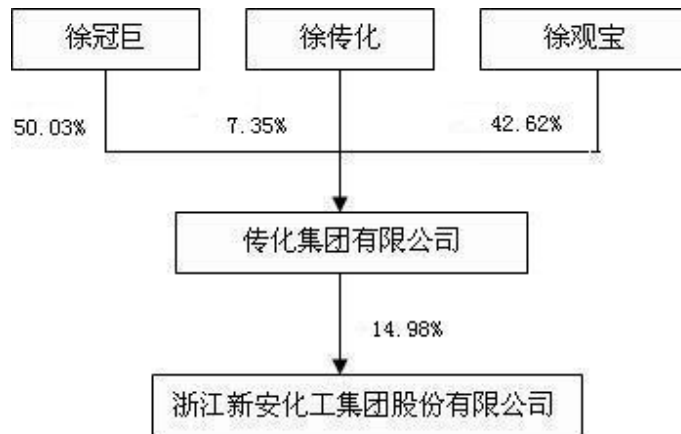 徐冠巨 徐传化 徐观宝
50.03% 7.35% 42.62%
传化集团有限公司
14.98%
浙江新安化工集团股份有限公司